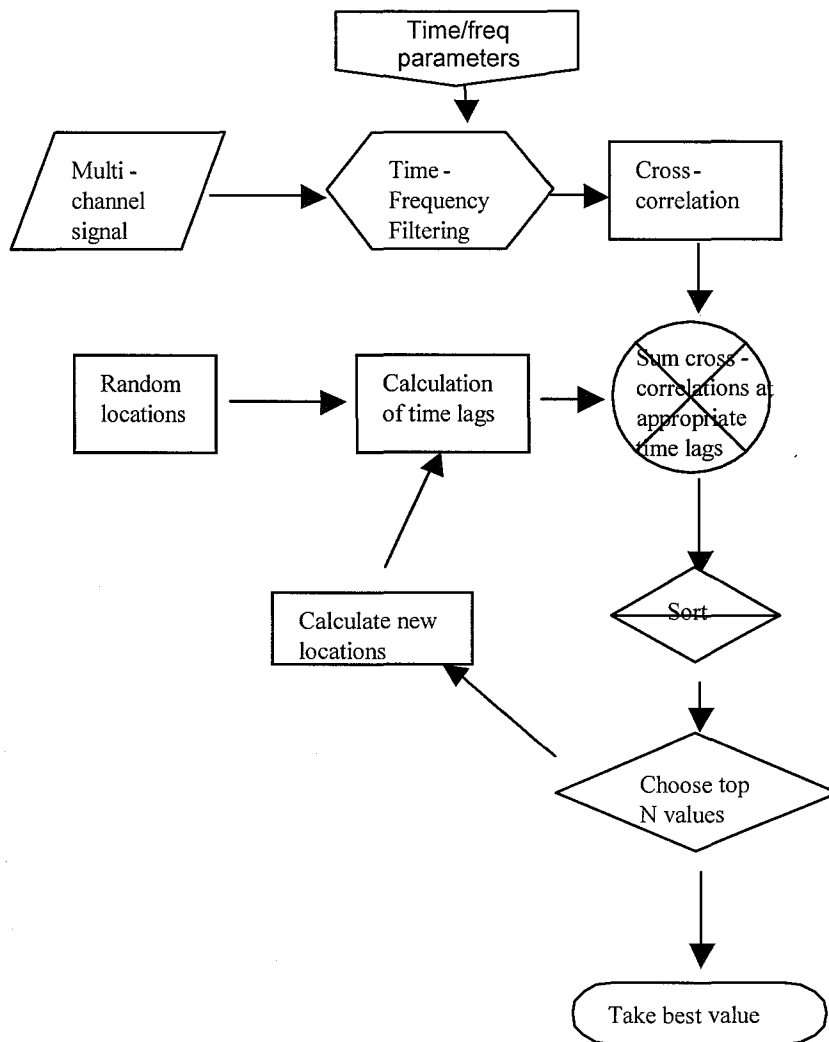 Time/freq
parameters
Multi -
channel
signal
Time -
Frequency
Filtering
Cross-
correlation
Random
locations
Calculation
of time lags
Sum cross -
correlations at
appropriate
time lags
Calculate new
locations
Sort
Choose top
N values
Take best value